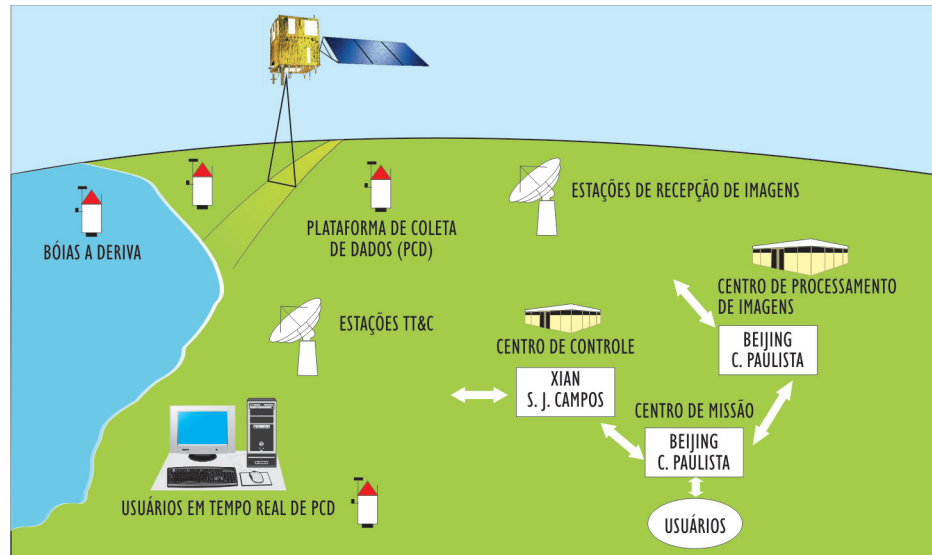 ESTAÇÕES DE RECEPÇÃO DE IMAGENS
PLATAFORMA DE COLETA
DE DADOS (PCD)
BÓIAS A DERIVA
CENTRO DE PROCESSAMENTO
DE IMAGENS
BEIJING
C. PAULISTA
ESTAÇÕES TT&C
CENTRO DE CONTROLE
XIAN
S. J. CAMPOS
CENTRO DE MISSÃO
BEIJING
C. PAULISTA
USUÁRIOS EM TEMPO REAL DE PCD
USUÁRIOS